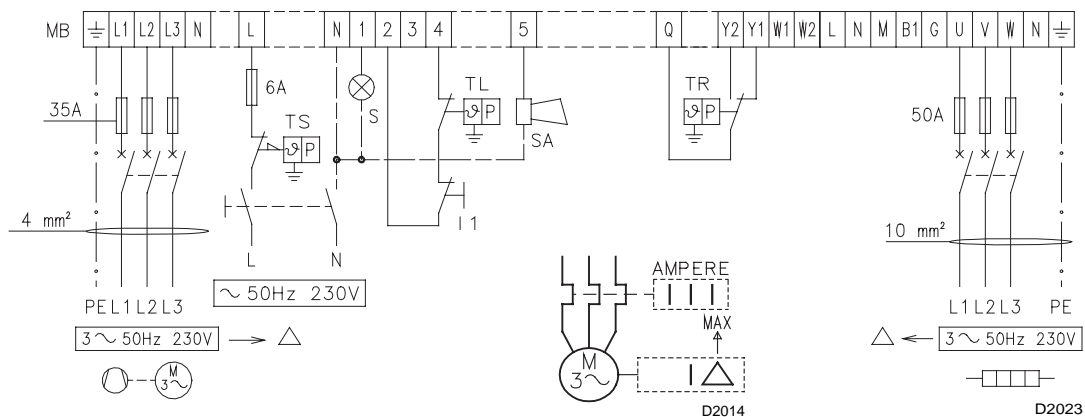 MB ⏚ L1 L2 L3 N L N 1 2 3 4 5 Q Y2 Y1 W1 W2 L N M B1 G U V W N ⏚
35A
6A
TS
ϑ P
S
TL
ϑ P
SA
TR
ϑ P
50A
I1
4 mm²
10 mm²
L N
PE L1 L2 L3
~ 50Hz 230V
3~ 50Hz 230V → △
M
3~
AMPERE
MAX
M
3~
I △
D2014
L1 L2 L3 PE
△ ← 3~ 50Hz 230V
D2023